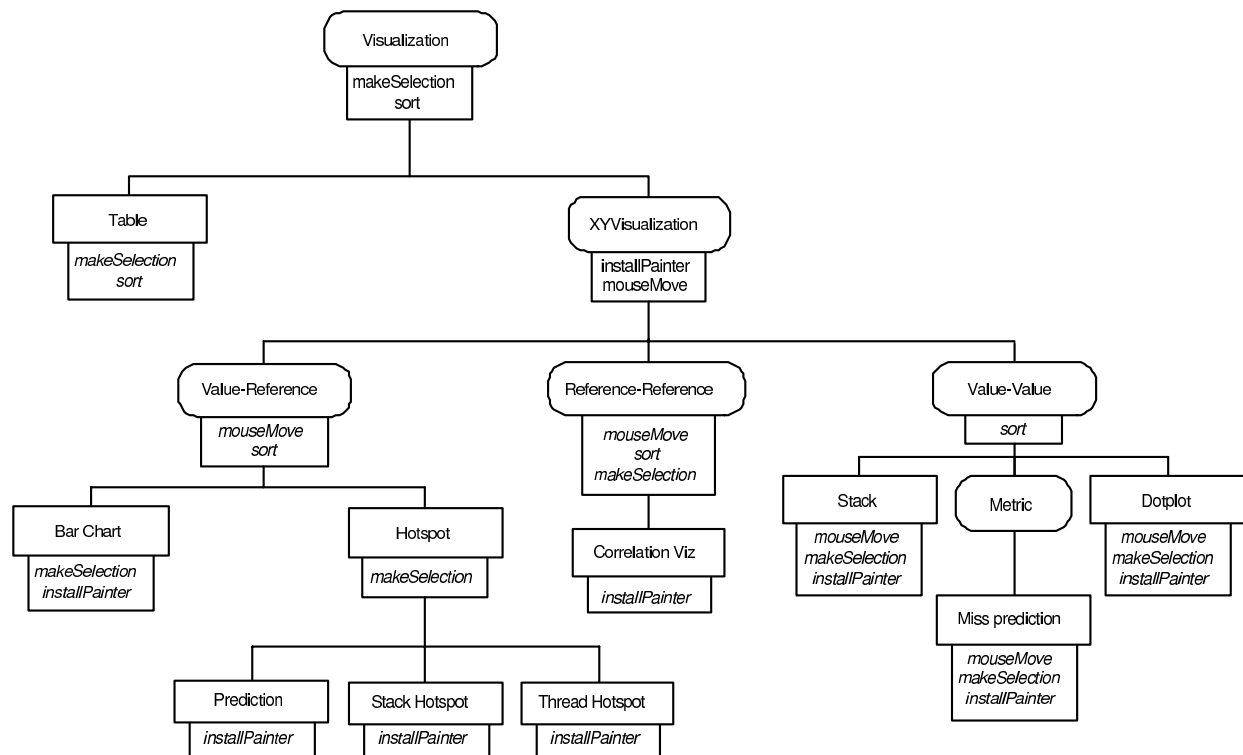 Visualization
makeSelection
sort
Table
makeSelection
sort
XYVisualization
installPainter
mouseMove
Value-Reference
mouseMove
sort
Reference-Reference
mouseMove
sort
makeSelection
Value-Value
sort
Bar Chart
makeSelection
installPainter
Hotspot
makeSelection
Correlation Viz
installPainter
Stack
mouseMove
makeSelection
installPainter
Metric
Dotplot
mouseMove
makeSelection
installPainter
Miss prediction
mouseMove
makeSelection
installPainter
Prediction
installPainter
Stack Hotspot
installPainter
Thread Hotspot
installPainter